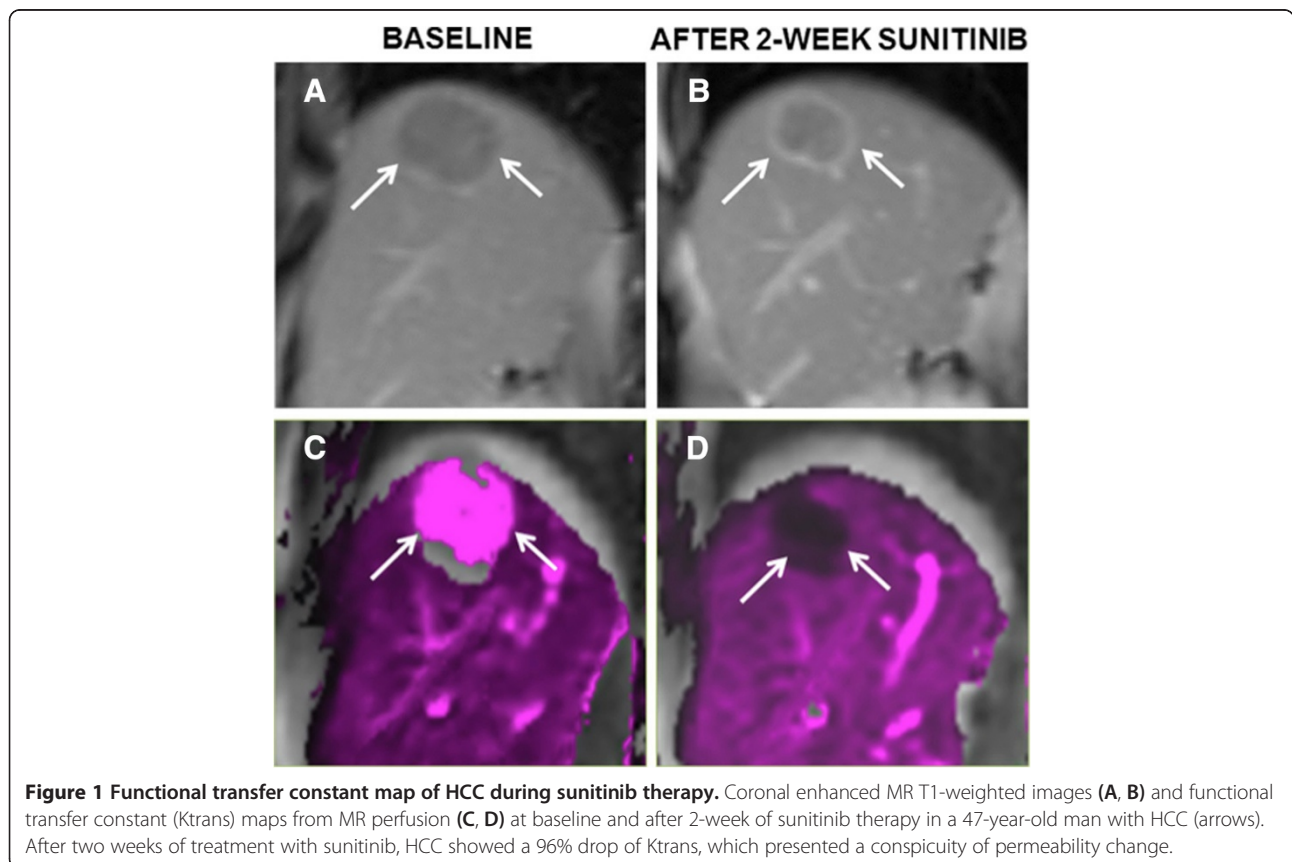 BASELINE
AFTER 2-WEEK SUNITINIB
A
B
C
D
Figure 1 Functional transfer constant map of HCC during sunitinib therapy. Coronal enhanced MR T1-weighted images (A, B) and functional
transfer constant (Ktrans) maps from MR perfusion (C, D) at baseline and after 2-week of sunitinib therapy in a 47-year-old man with HCC (arrows).
After two weeks of treatment with sunitinib, HCC showed a 96% drop of Ktrans, which presented a conspicuity of permeability change.